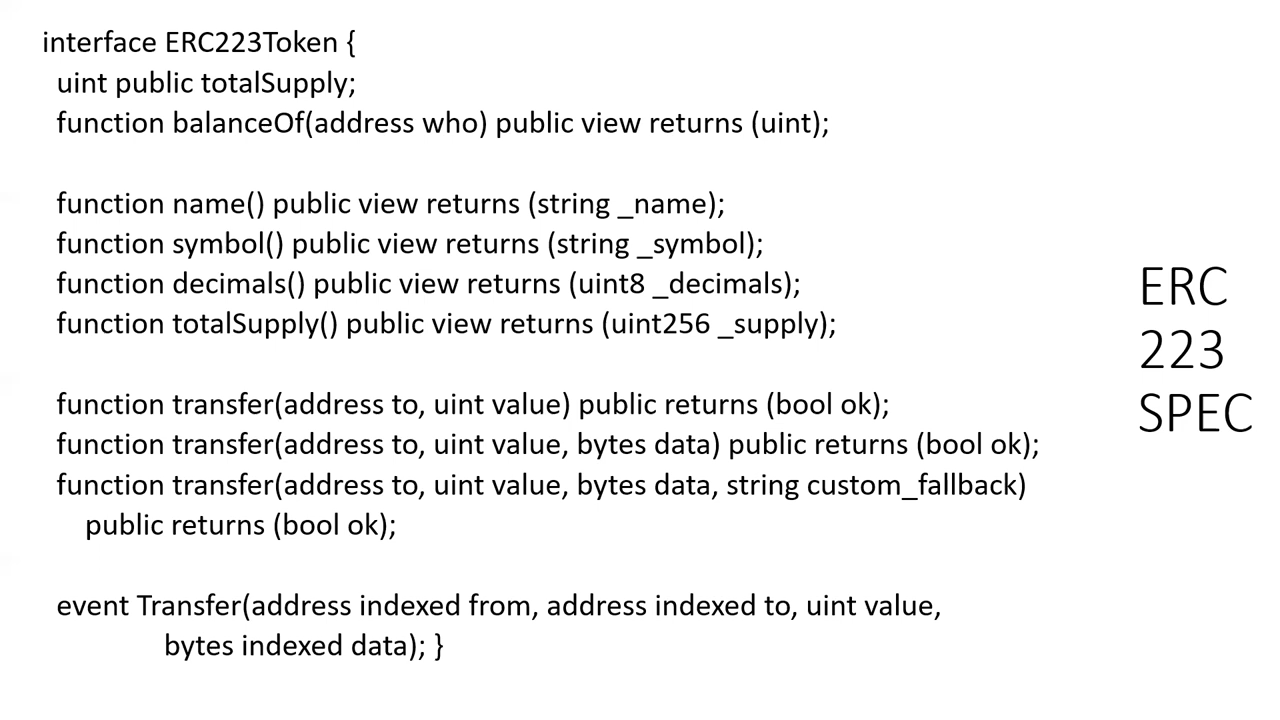 interface ERC223Token {
uint public totalSupply;
function balanceOf(address who) public view returns (uint);
function name() public view returns (string _name);
function symbol() public view returns (string _symbol);
function decimals() public view returns (uint8 _decimals);
function totalSupply() public view returns (uint256 _supply);
function transfer(address to, uint value) public returns (bool ok);
function transfer(address to, uint value, bytes data) public returns (bool ok);
function transfer(address to, uint value, bytes data, string custom_fallback)
public returns (bool ok);
event Transfer(address indexed from, address indexed to, uint value,
bytes indexed data); }
ERC
223
SPEC